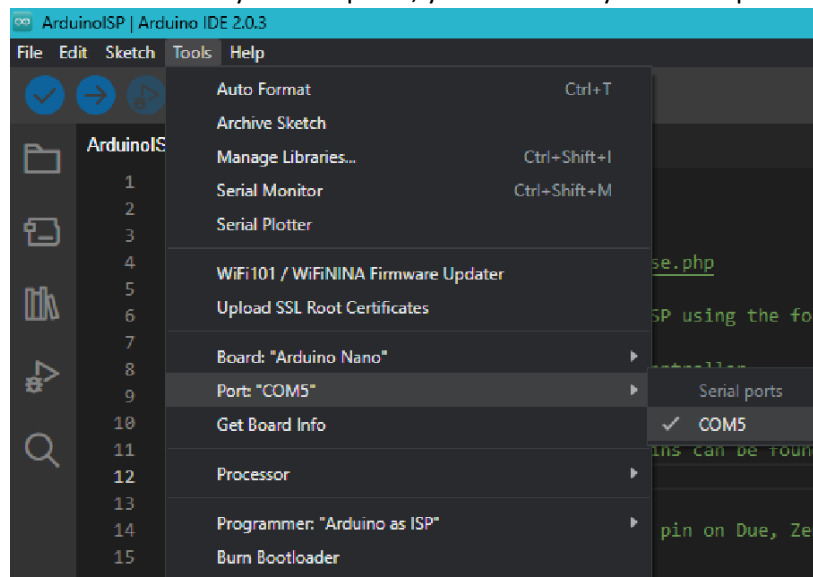 ArduinoISP | Arduino IDE 2.0.3
File Edit Sketch Tools Help
Auto Format Ctrl+T
Archive Sketch
ArduinoIS
Manage Libraries... Ctrl+Shift+I
1
Serial Monitor Ctrl+Shift+M
2
Serial Plotter
3
4 se.php
WiFi101 / WiFiNINA Firmware Updater
5
Upload SSL Root Certificates
6 SP using the fo
7
Board: "Arduino Nano"
8
Port: "COM5" Serial ports
9
10
Get Board Info COM5
11 ins can be foun
Processor
12
13
Programmer: "Arduino as ISP"
14 pin on Due, Ze
Burn Bootloader
15